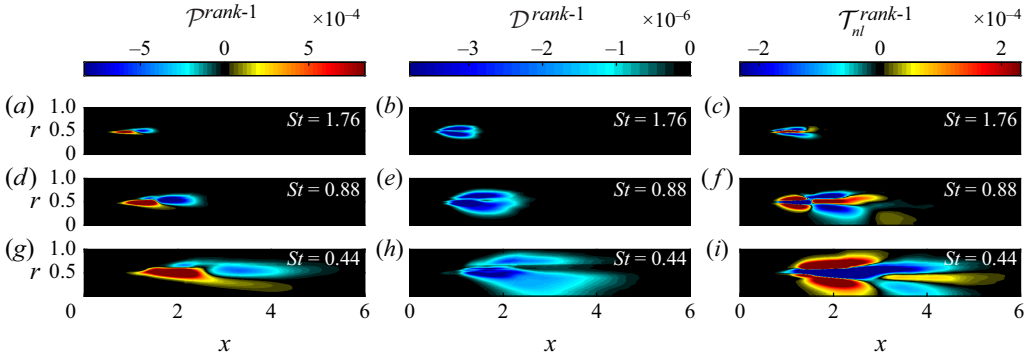 𝒫^rank-1 ×10⁻⁴ 𝒟^rank-1 ×10⁻⁶ 𝒯_nl^rank-1 ×10⁻⁴
−5 0 5 −3 −2 −1 0 −2 0 2
(a) 1.0 St = 1.76 (b) St = 1.76 (c) St = 1.76
r 0.5
0
(d) 1.0 St = 0.88 (e) St = 0.88 (f) St = 0.88
r 0.5
0
(g) 1.0 St = 0.44 (h) St = 0.44 (i) St = 0.44
r 0.5
0 2 4 6 0 2 4 6 0 2 4 6
x x x